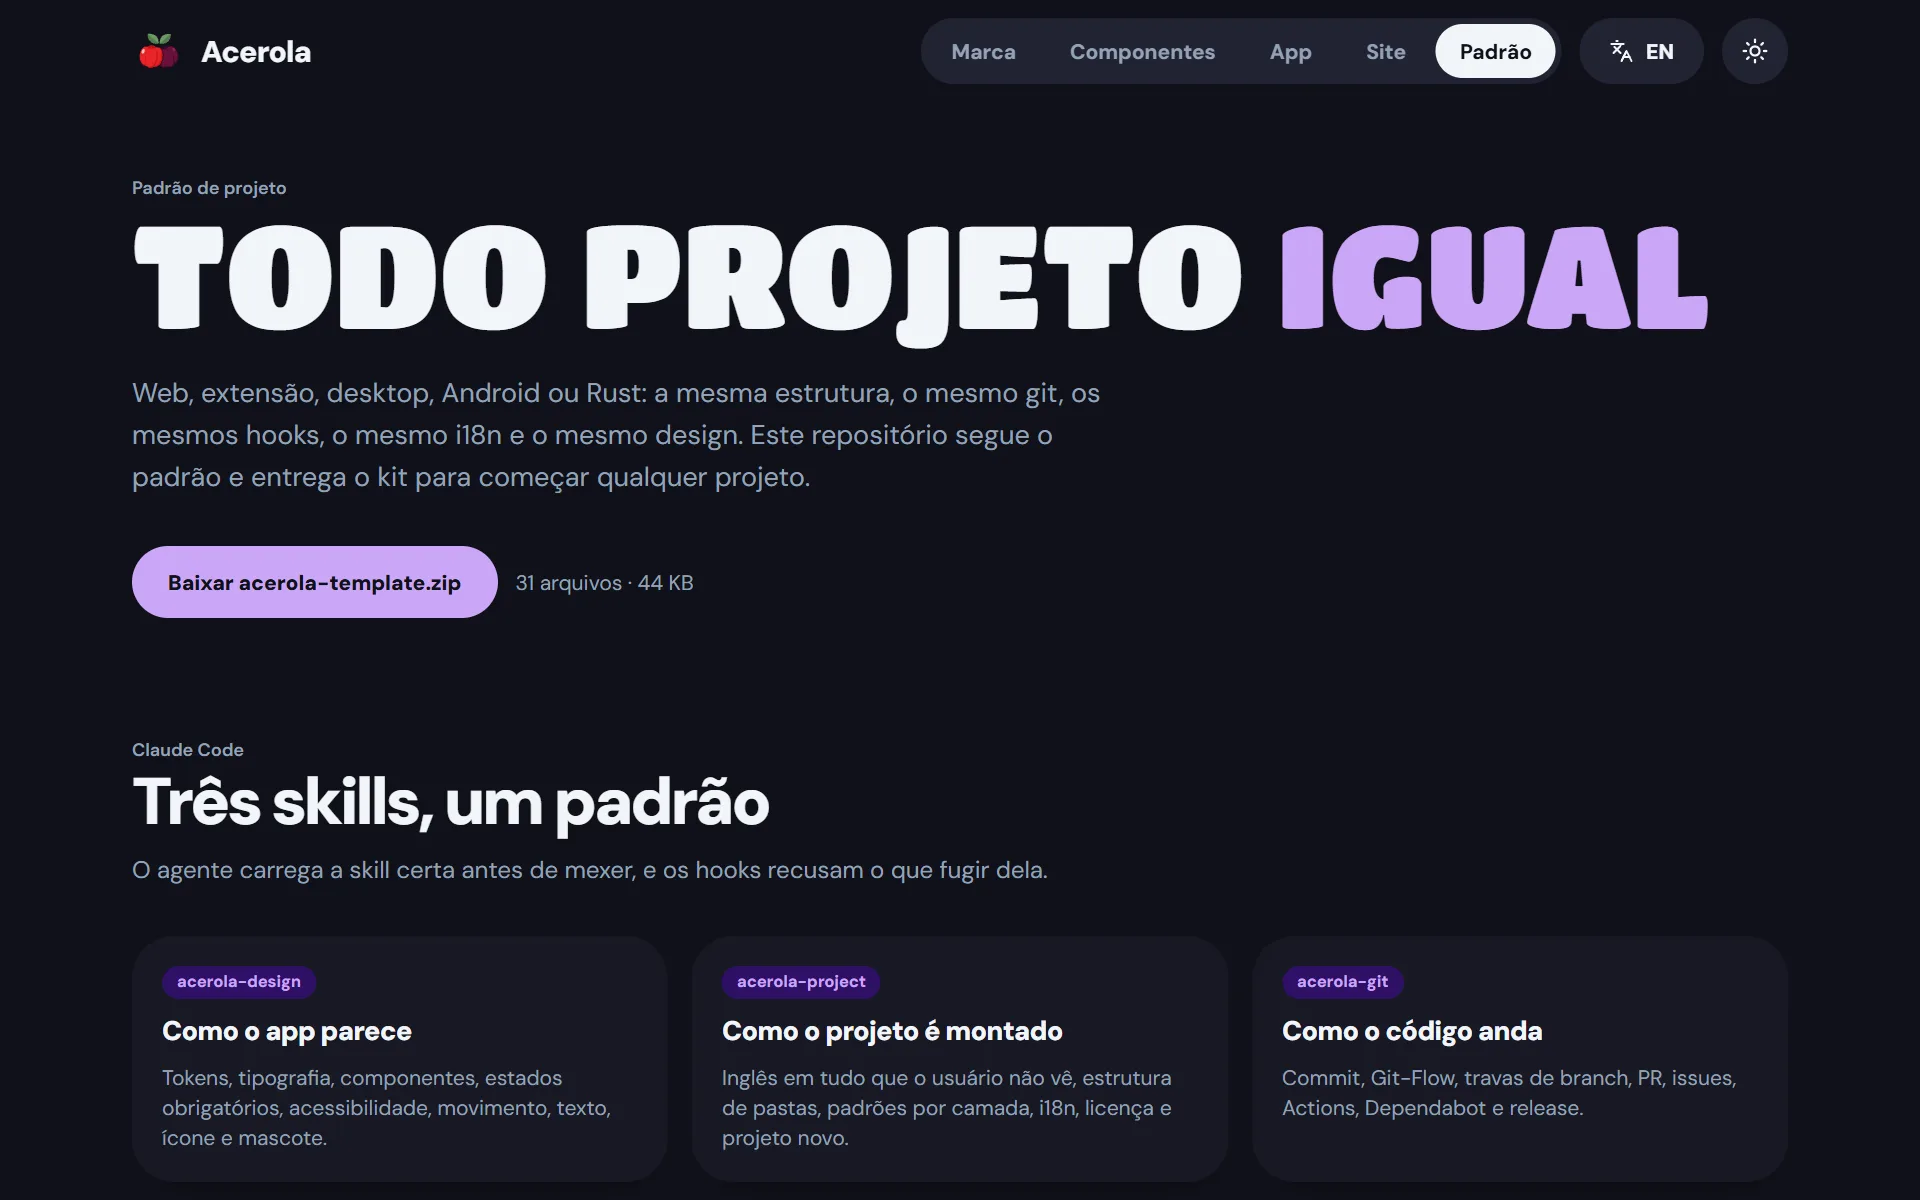 Acerola
Marca
Componentes
App
Site
Padrão
EN
Padrão de projeto
TODO PROJETO IGUAL
Web, extensão, desktop, Android ou Rust: a mesma estrutura, o mesmo git, os
mesmos hooks, o mesmo i18n e o mesmo design. Este repositório segue o
padrão e entrega o kit para começar qualquer projeto.
Baixar acerola-template.zip
31 arquivos · 44 KB
Claude Code
Três skills, um padrão
O agente carrega a skill certa antes de mexer, e os hooks recusam o que fugir dela.
acerola-design
Como o app parece
Tokens, tipografia, componentes, estados
obrigatórios, acessibilidade, movimento, texto,
ícone e mascote.
acerola-project
Como o projeto é montado
Inglês em tudo que o usuário não vê, estrutura
de pastas, padrões por camada, i18n, licença e
projeto novo.
acerola-git
Como o código anda
Commit, Git-Flow, travas de branch, PR, issues,
Actions, Dependabot e release.